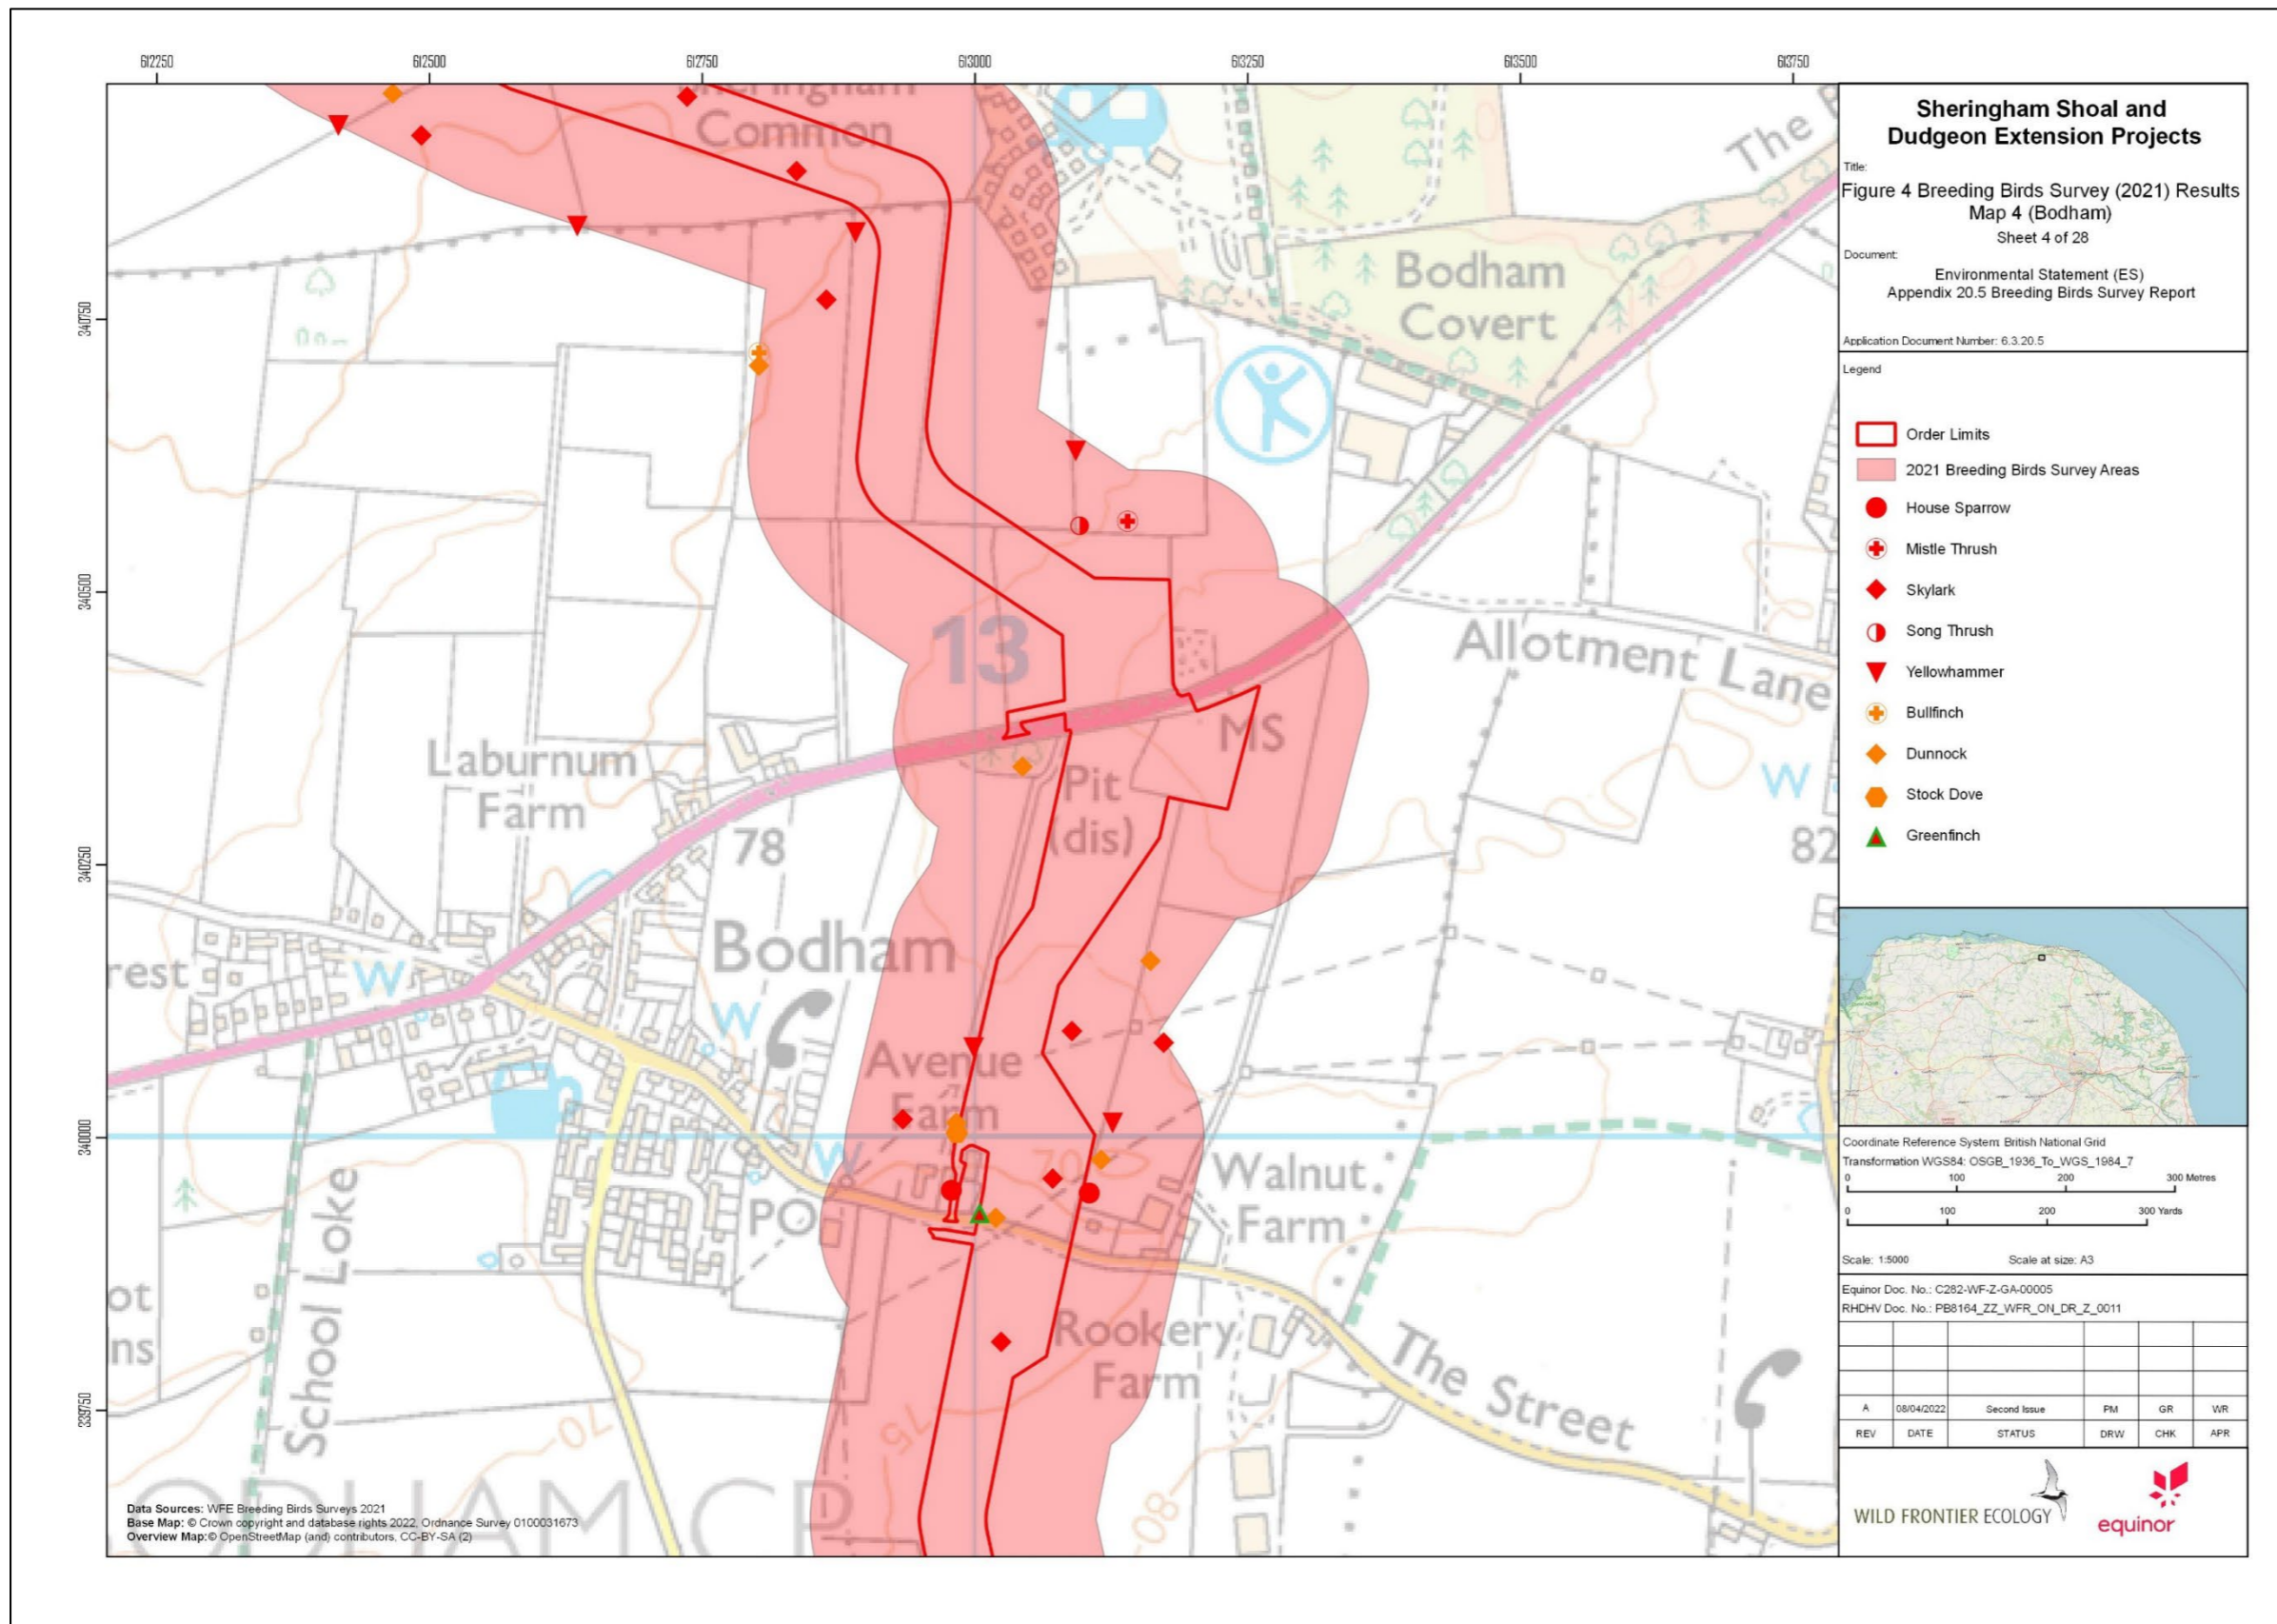 612250
612500
612750
613000
613250
613500
613750
340750
340500
340250
340000
339750
Common
Bodham
Covert
13
Allotment Lane
MS
Laburnum
Farm
Pit
(dis)
W
78
82
Bodham
rest
W
W
Avenue
Farm
W
70
Walnut
Farm
PO
School Loke
ot
ns
Rookery
Farm
The Street
70
75
80
ODHAM CP
Data Sources: WFE Breeding Birds Surveys 2021
Base Map: © Crown copyright and database rights 2022, Ordnance Survey 0100031673
Overview Map:© OpenStreetMap (and) contributors, CC-BY-SA (2)
Sheringham Shoal and
Dudgeon Extension Projects
Title:
Figure 4 Breeding Birds Survey (2021) Results
Map 4 (Bodham)
Sheet 4 of 28
Document:
Environmental Statement (ES)
Appendix 20.5 Breeding Birds Survey Report
Application Document Number: 6.3.20.5
Legend
Order Limits
2021 Breeding Birds Survey Areas
House Sparrow
Mistle Thrush
Skylark
Song Thrush
Yellowhammer
Bullfinch
Dunnock
Stock Dove
Greenfinch
Coordinate Reference System: British National Grid
Transformation WGS84: OSGB_1936_To_WGS_1984_7
0 100 200 300 Metres
0 100 200 300 Yards
Scale: 1:5000 Scale at size: A3
Equinor Doc. No.: C282-WF-Z-GA-00005
RHDHV Doc. No.: PB8164_ZZ_WFR_ON_DR_Z_0011
A 08/04/2022 Second Issue PM GR WR
REV DATE STATUS DRW CHK APR
WILD FRONTIER ECOLOGY
equinor